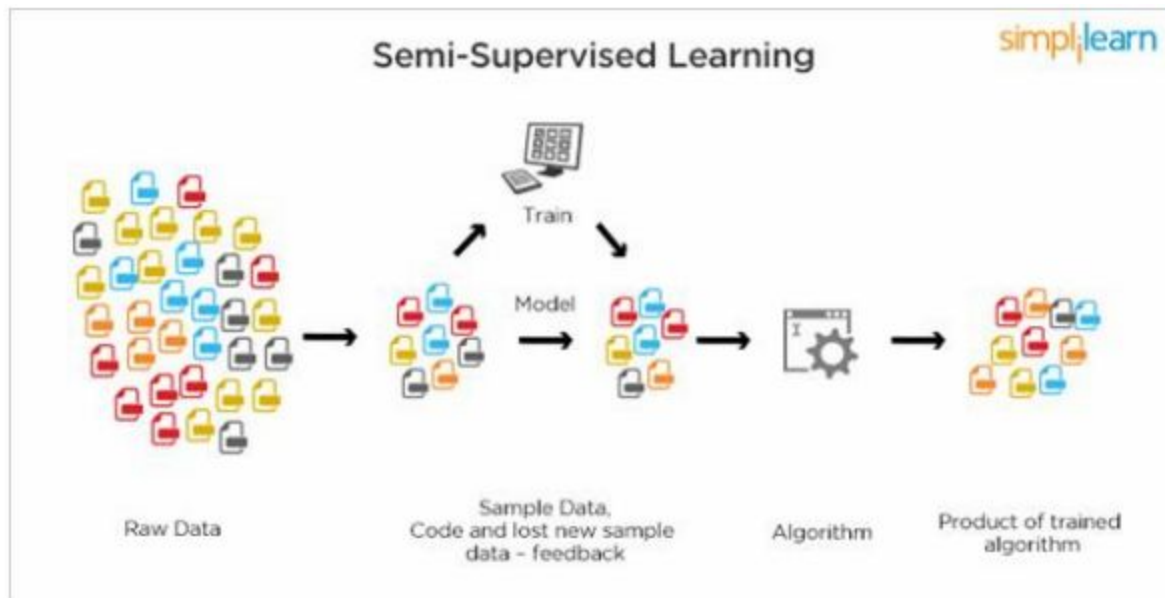 simplilearn
Semi-Supervised Learning
Train
Model
Raw Data
Sample Data,
Code and lost new sample
data – feedback
Algorithm
Product of trained
algorithm